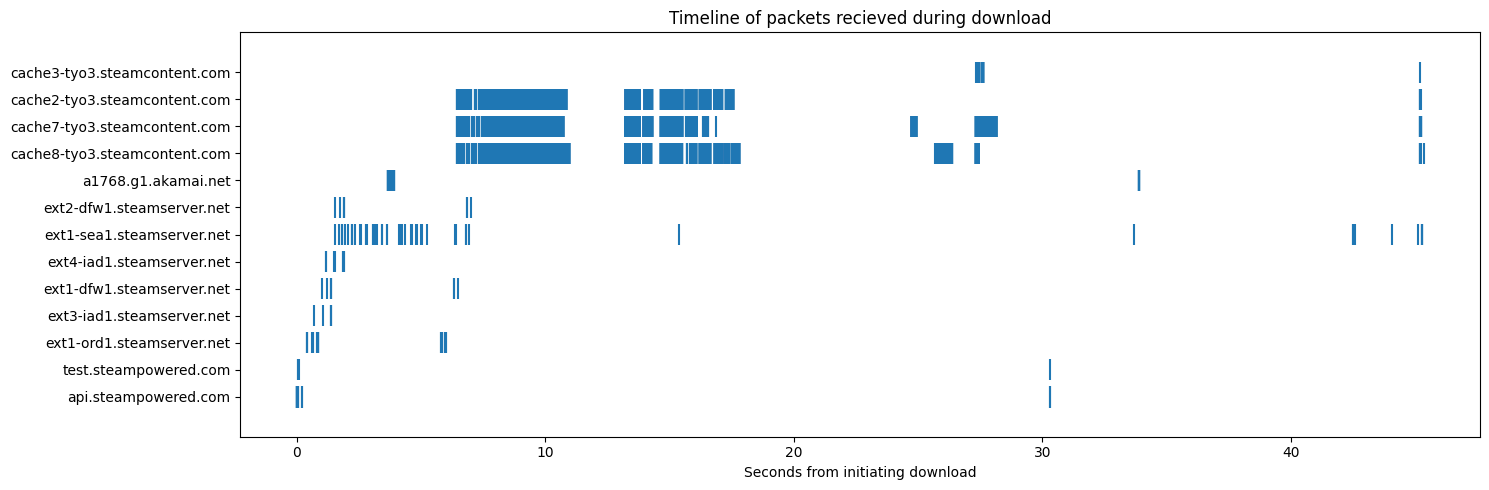 Timeline of packets recieved during download
cache3-tyo3.steamcontent.com
cache2-tyo3.steamcontent.com
cache7-tyo3.steamcontent.com
cache8-tyo3.steamcontent.com
a1768.g1.akamai.net
ext2-dfw1.steamserver.net
ext1-sea1.steamserver.net
ext4-iad1.steamserver.net
ext1-dfw1.steamserver.net
ext3-iad1.steamserver.net
ext1-ord1.steamserver.net
test.steampowered.com
api.steampowered.com
0 10 20 30 40
Seconds from initiating download